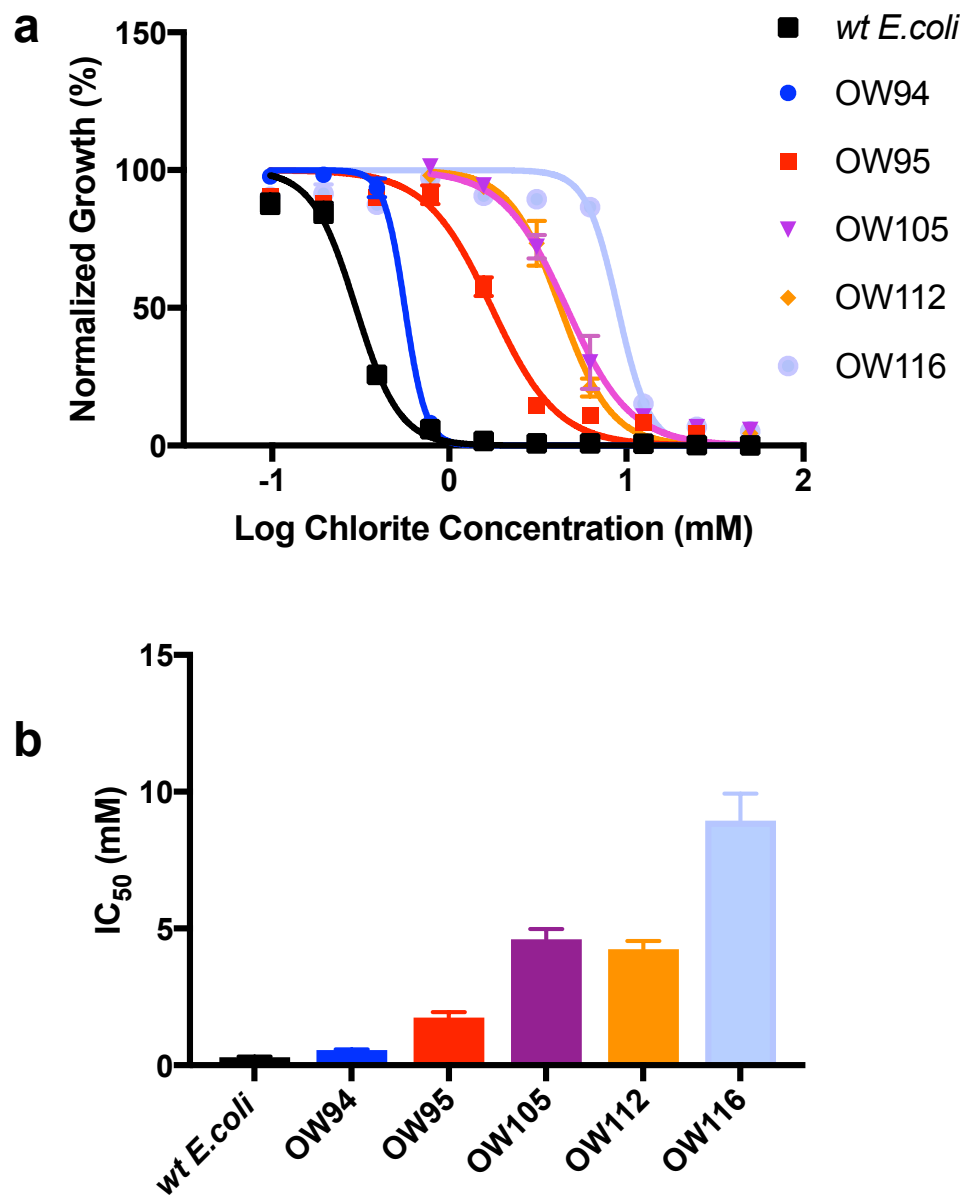 a
150
100
50
0
Normalized Growth (%)
-1 0 1 2
Log Chlorite Concentration (mM)
wt E.coli
OW94
OW95
OW105
OW112
OW116
b
15
10
5
0
IC50 (mM)
wt E.coli
OW94
OW95
OW105
OW112
OW116